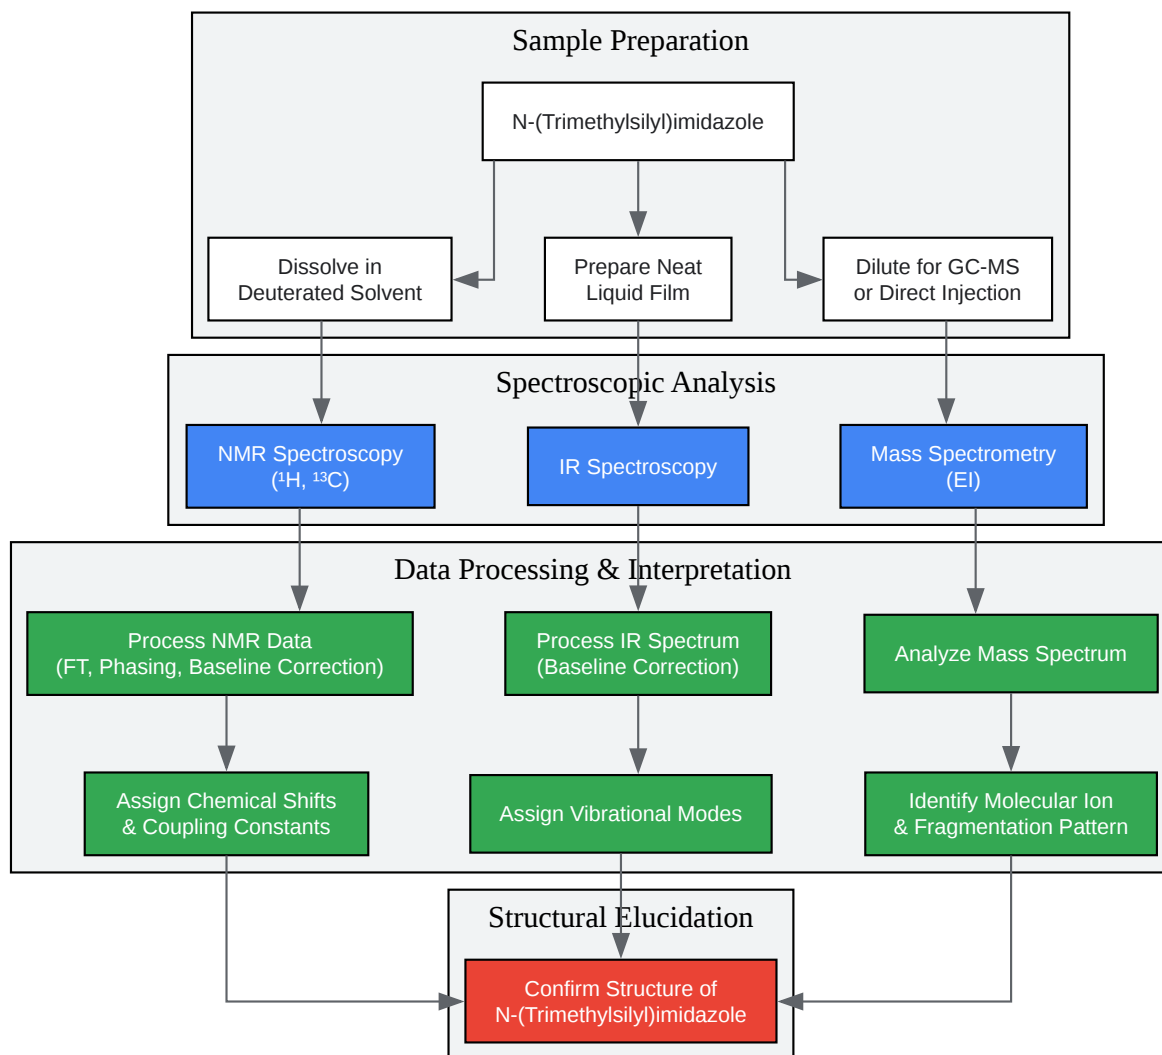 Sample Preparation
N-(Trimethylsilyl)imidazole
Dissolve in
Deuterated Solvent
Prepare Neat
Liquid Film
Dilute for GC-MS
or Direct Injection
Spectroscopic Analysis
NMR Spectroscopy
(¹H, ¹³C)
IR Spectroscopy
Mass Spectrometry
(EI)
Data Processing & Interpretation
Process NMR Data
(FT, Phasing, Baseline Correction)
Process IR Spectrum
(Baseline Correction)
Analyze Mass Spectrum
Assign Chemical Shifts
& Coupling Constants
Assign Vibrational Modes
Identify Molecular Ion
& Fragmentation Pattern
Structural Elucidation
Confirm Structure of
N-(Trimethylsilyl)imidazole